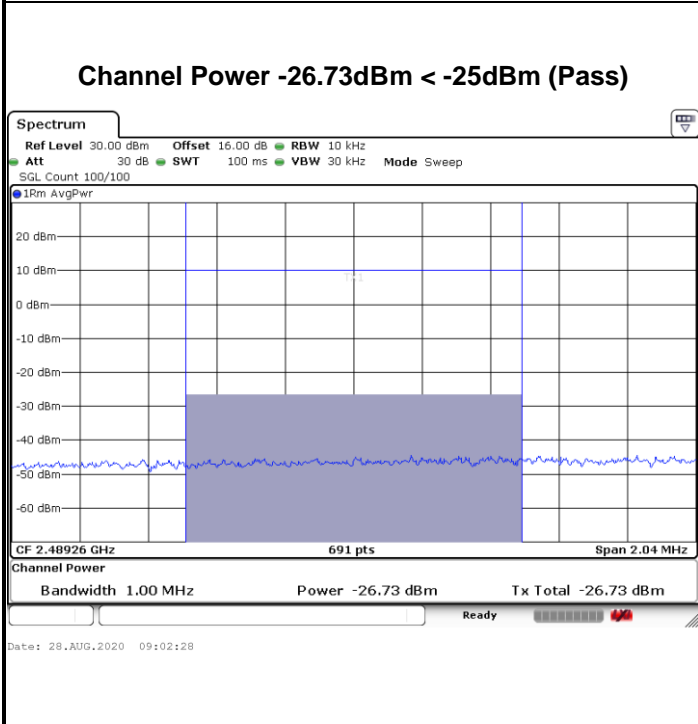 Channel Power -26.73dBm < -25dBm (Pass)
Spectrum
Ref Level 30.00 dBm Offset 16.00 dB RBW 10 kHz
Att 30 dB SWT 100 ms VBW 30 kHz Mode Sweep
SGL Count 100/100
1Rm AvgPwr
20 dBm
10 dBm
0 dBm
-10 dBm
-20 dBm
-30 dBm
-40 dBm
-50 dBm
-60 dBm
CF 2.48926 GHz 691 pts Span 2.04 MHz
Channel Power
Bandwidth 1.00 MHz Power -26.73 dBm Tx Total -26.73 dBm
Ready
Date: 28.AUG.2020 09:02:28